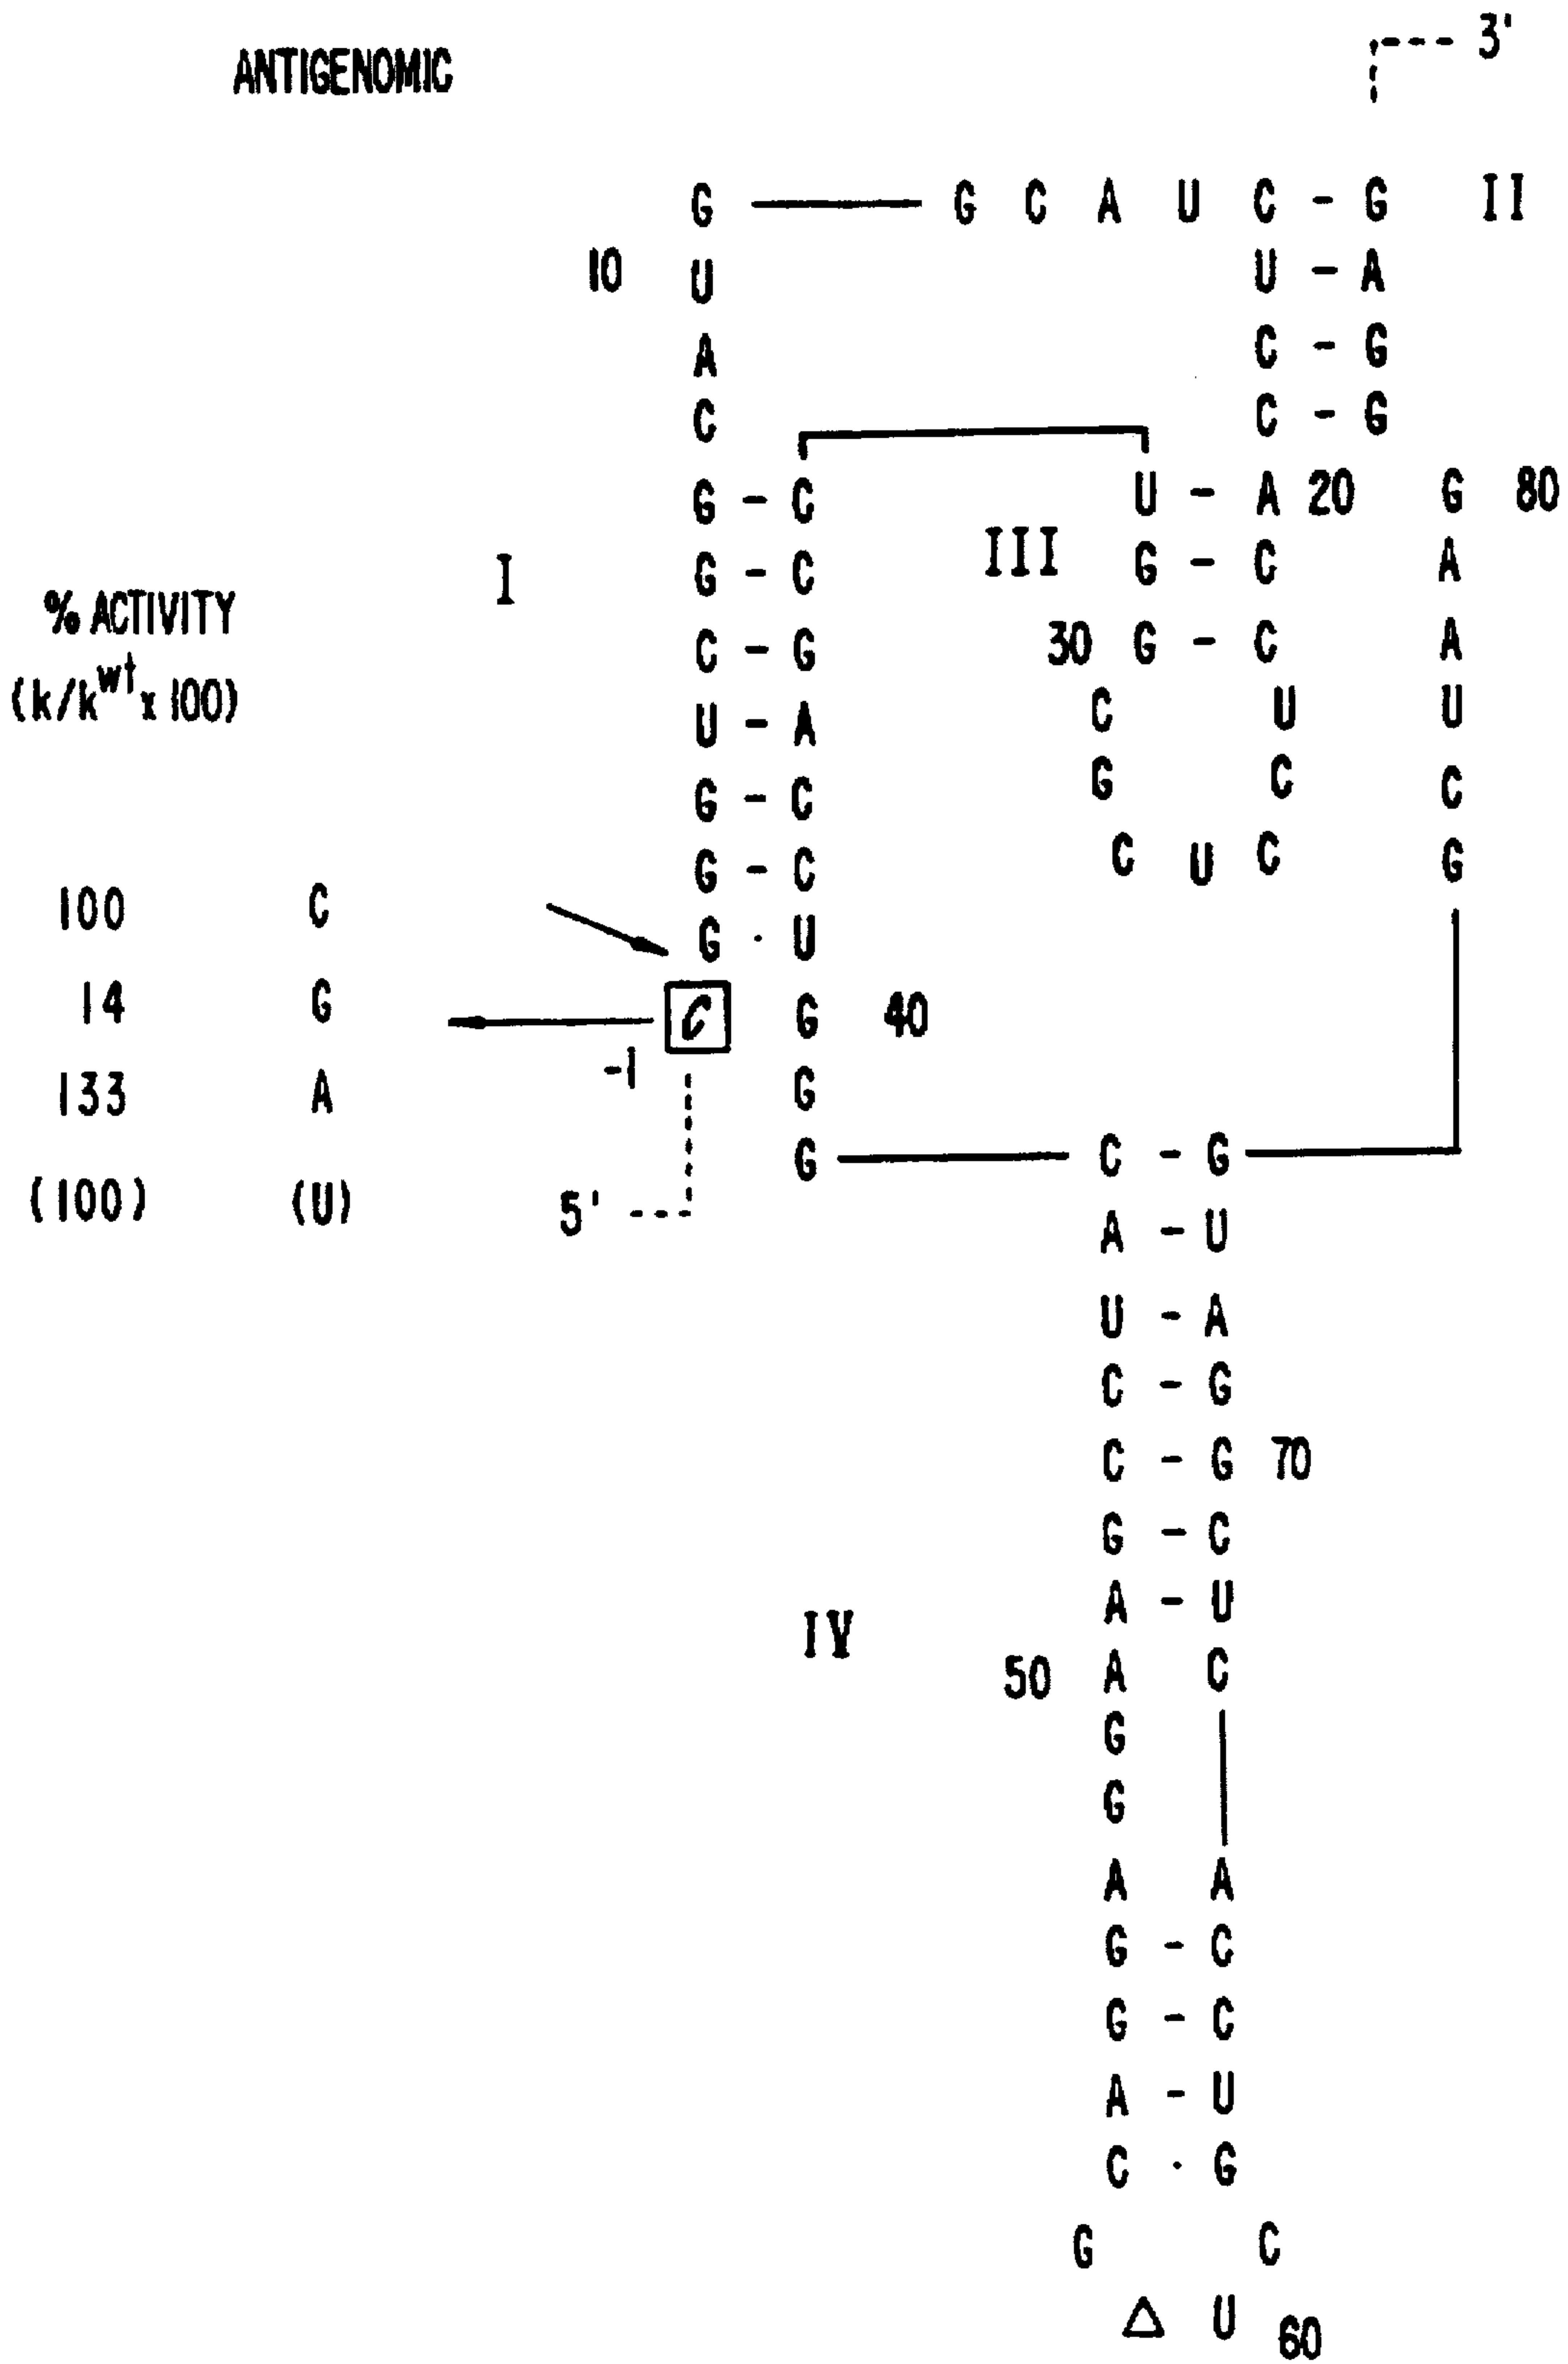 ANTIGENOMIC
3'
G G C A U C - G II
10 U U - A
A C - G
C C - G
G - C U - A 20 G 80
I G - C III G - C A
% ACTIVITY
C - G 30 G - C A
(k/k^wt x 100)
U - A C U U
G - C G C C
G - C C U C G
100 C
G · U
14 G
C G 40
-1
133 A
G
G C - G
(100) (U)
5' A - U
U - A
C - G
C - G 70
G - C
A - U
IV
50 A C
G
G
A A
G - C
G - C
A - U
C · G
G C
Δ U 60